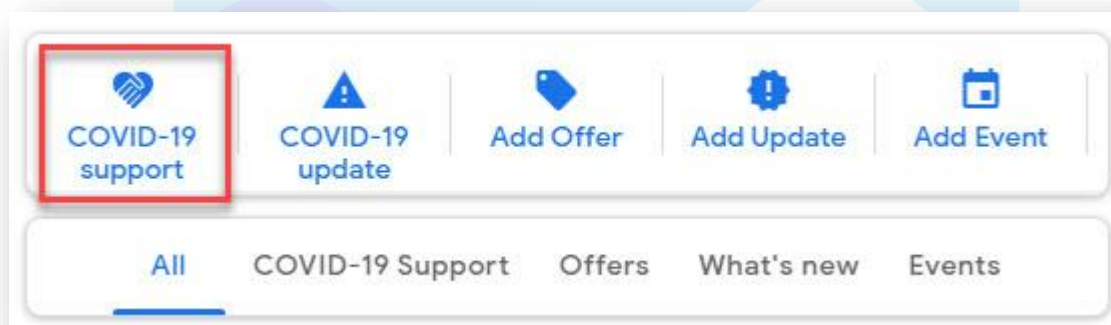 COVID-19 support
COVID-19 update
Add Offer
Add Update
Add Event
All
COVID-19 Support
Offers
What's new
Events